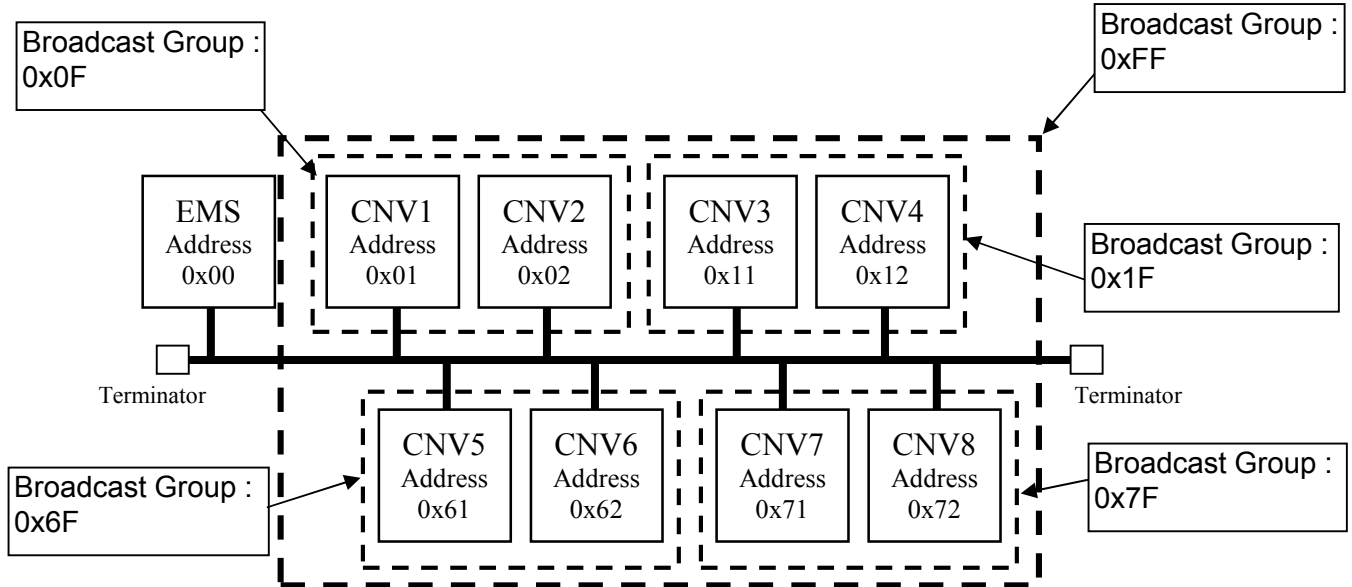 Broadcast Group :
0x0F
Broadcast Group :
0xFF
EMS
Address
0x00
CNV1
Address
0x01
CNV2
Address
0x02
CNV3
Address
0x11
CNV4
Address
0x12
Broadcast Group :
0x1F
Terminator
Terminator
CNV5
Address
0x61
CNV6
Address
0x62
CNV7
Address
0x71
CNV8
Address
0x72
Broadcast Group :
0x6F
Broadcast Group :
0x7F